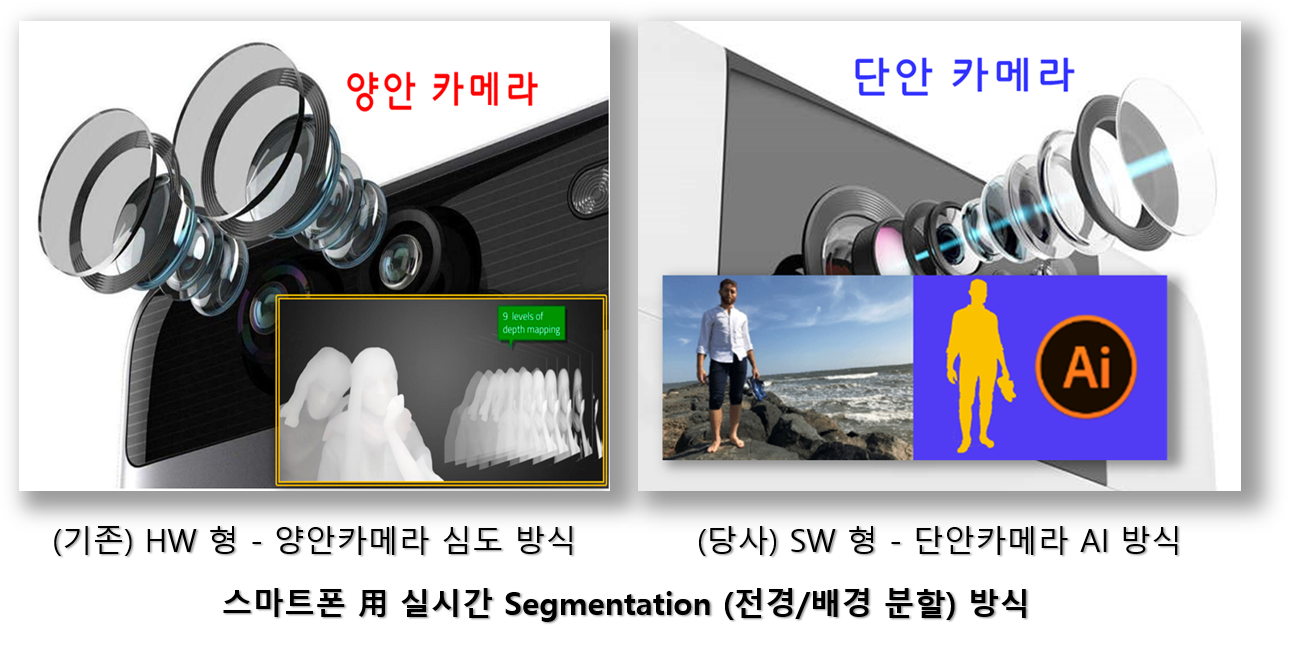 양안 카메라
단안 카메라
9 levels of
depth mapping
Ai
(기존) HW 형 - 양안카메라 심도 방식
(당사) SW 형 - 단안카메라 AI 방식
스마트폰 用 실시간 Segmentation (전경/배경 분할) 방식